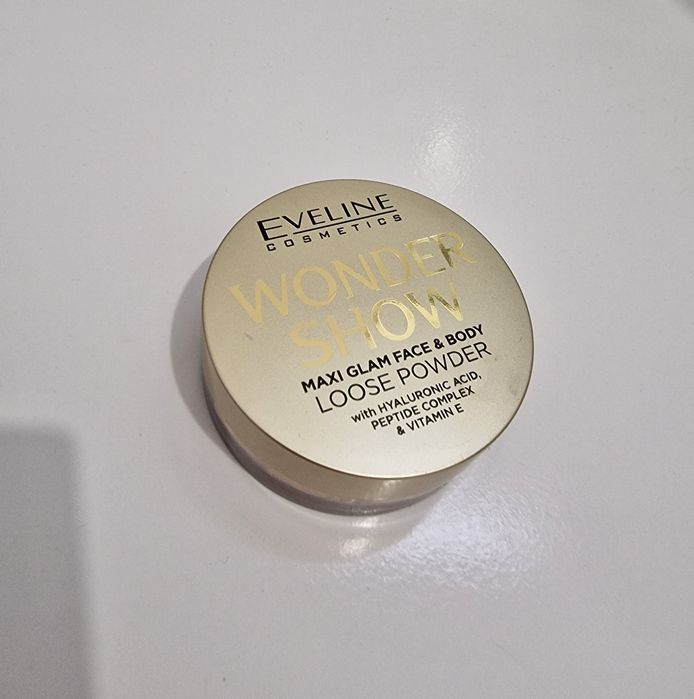 EVELINE
COSMETICS
WONDER
SHOW
MAXI GLAM FACE & BODY
LOOSE POWDER
with HYALURONIC ACID,
PEPTIDE COMPLEX
& VITAMIN E